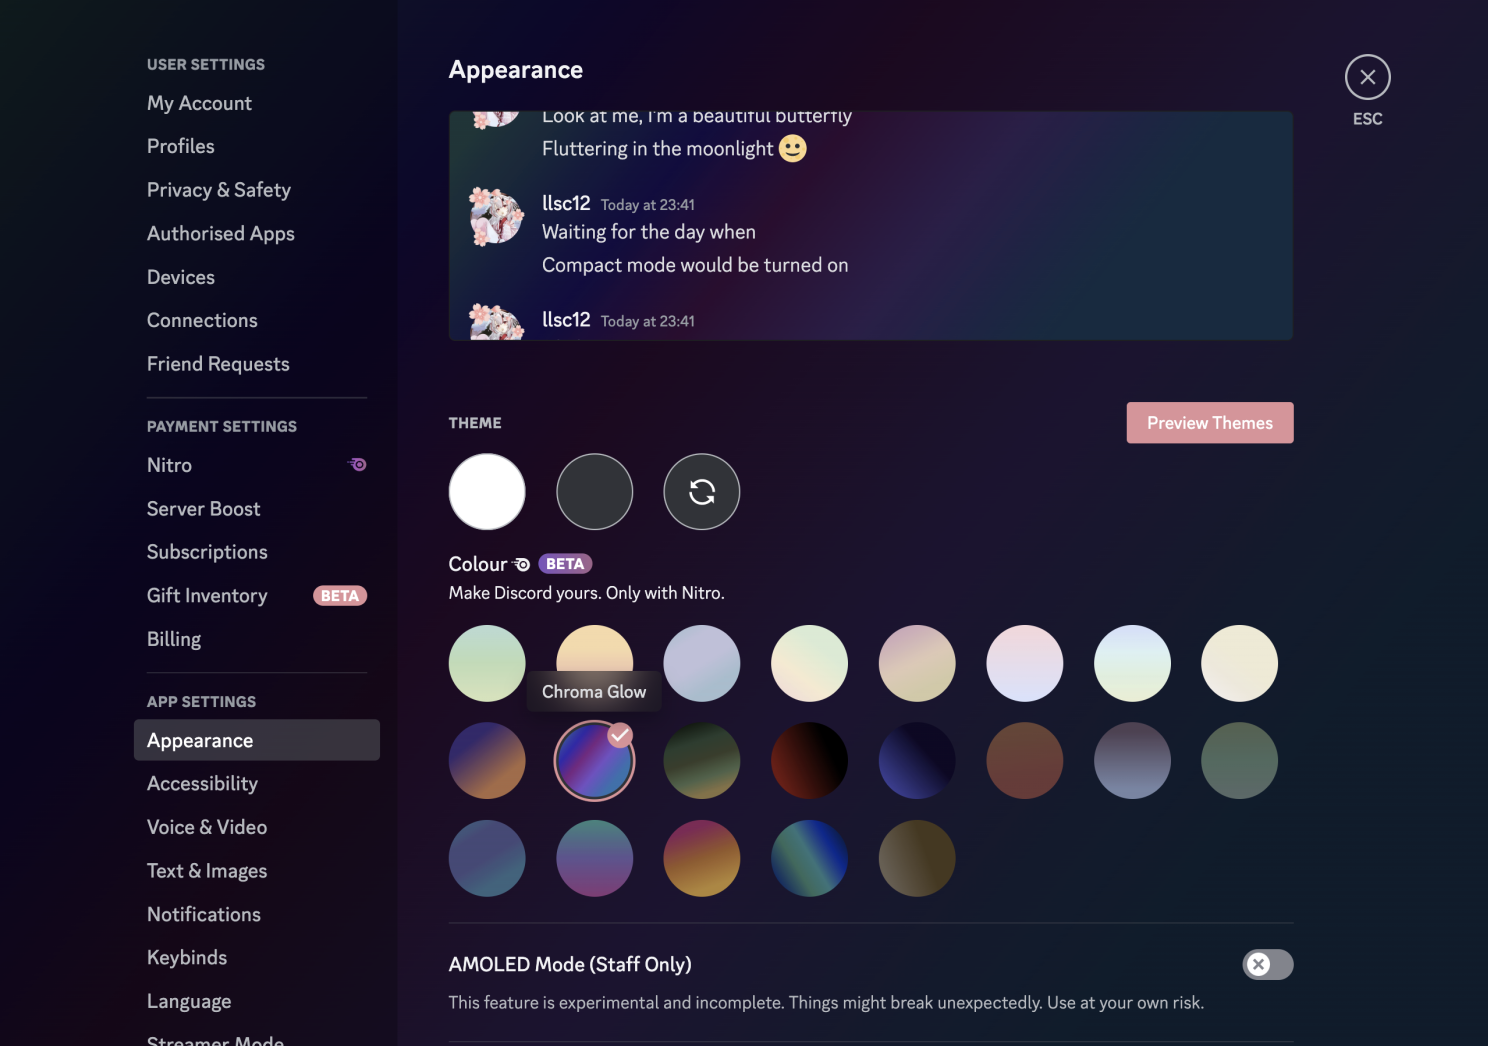 USER SETTINGS
My Account
Profiles
Privacy & Safety
Authorised Apps
Devices
Connections
Friend Requests
PAYMENT SETTINGS
Nitro
Server Boost
Subscriptions
Gift Inventory BETA
Billing
APP SETTINGS
Appearance
Accessibility
Voice & Video
Text & Images
Notifications
Keybinds
Language
Streamer Mode
Appearance
ESC
Look at me, I'm a beautiful butterfly
Fluttering in the moonlight
llsc12 Today at 23:41
Waiting for the day when
Compact mode would be turned on
llsc12 Today at 23:41
THEME
Preview Themes
Colour BETA
Make Discord yours. Only with Nitro.
Chroma Glow
AMOLED Mode (Staff Only)
This feature is experimental and incomplete. Things might break unexpectedly. Use at your own risk.